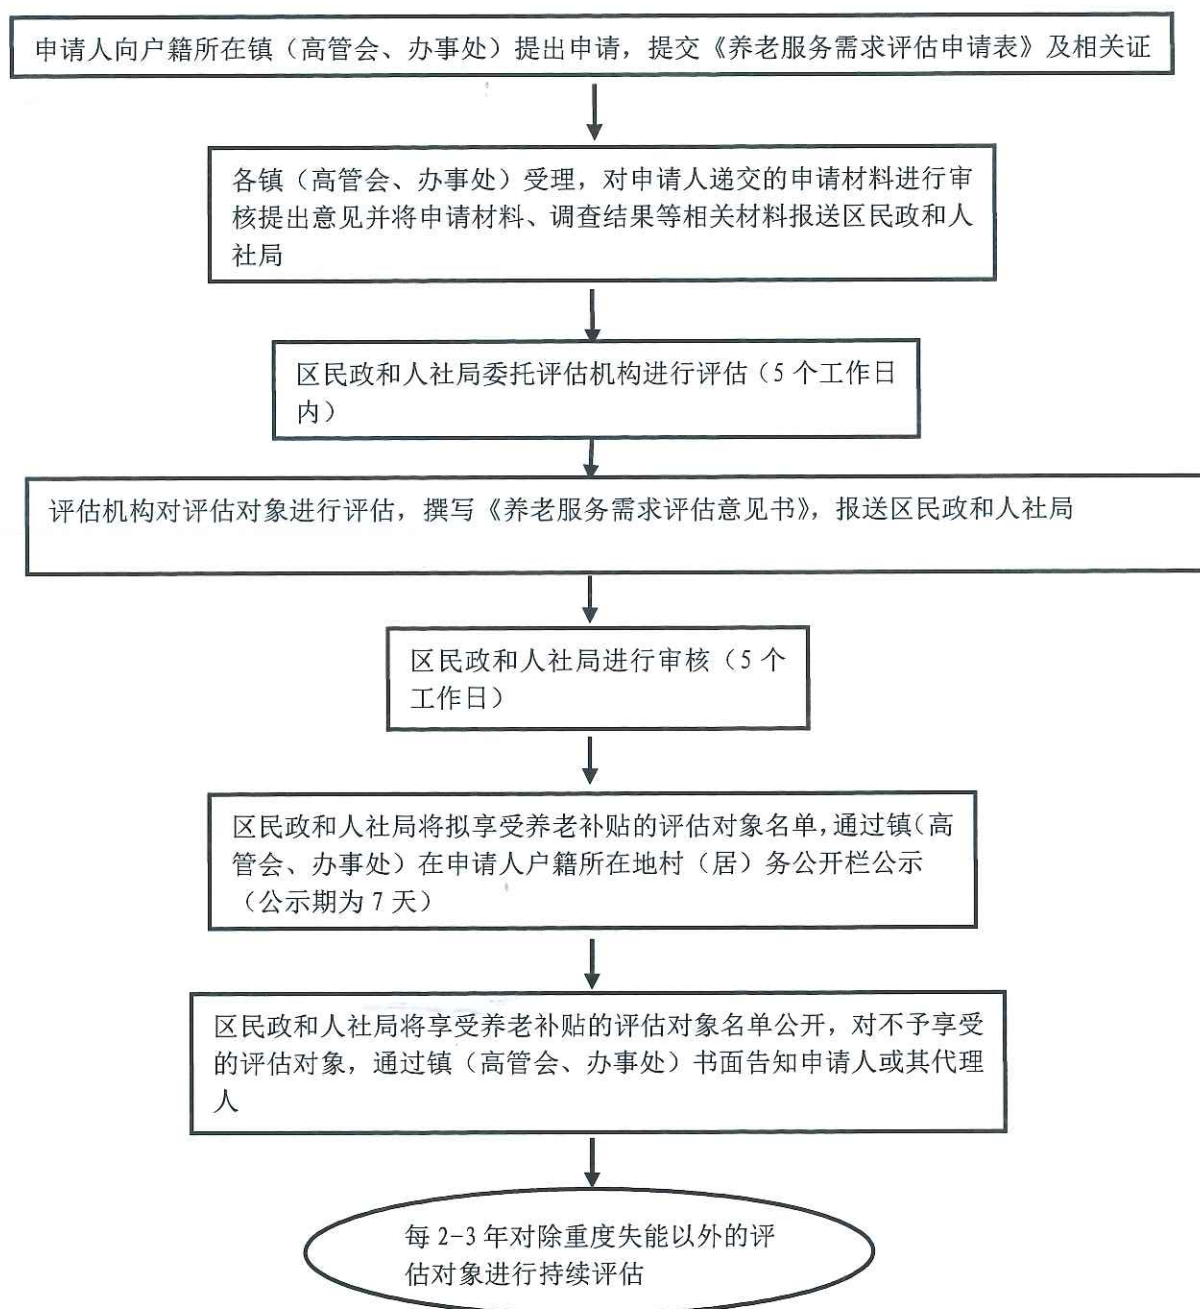 申请人向户籍所在镇（高管会、办事处）提出申请，提交《养老服务需求评估申请表》及相关证
各镇（高管会、办事处）受理，对申请人递交的申请材料进行审
核提出意见并将申请材料、调查结果等相关材料报送区民政和人
社局
区民政和人社局委托评估机构进行评估（5 个工作日
内）
评估机构对评估对象进行评估，撰写《养老服务需求评估意见书》，报送区民政和人社局
区民政和人社局进行审核（5 个
工作日）
区民政和人社局将拟享受养老补贴的评估对象名单，通过镇（高
管会、办事处）在申请人户籍所在地村（居）务公开栏公示
（公示期为 7 天）
区民政和人社局将享受养老补贴的评估对象名单公开，对不予享受
的评估对象，通过镇（高管会、办事处）书面告知申请人或其代理
人
每 2-3 年对除重度失能以外的评
估对象进行持续评估